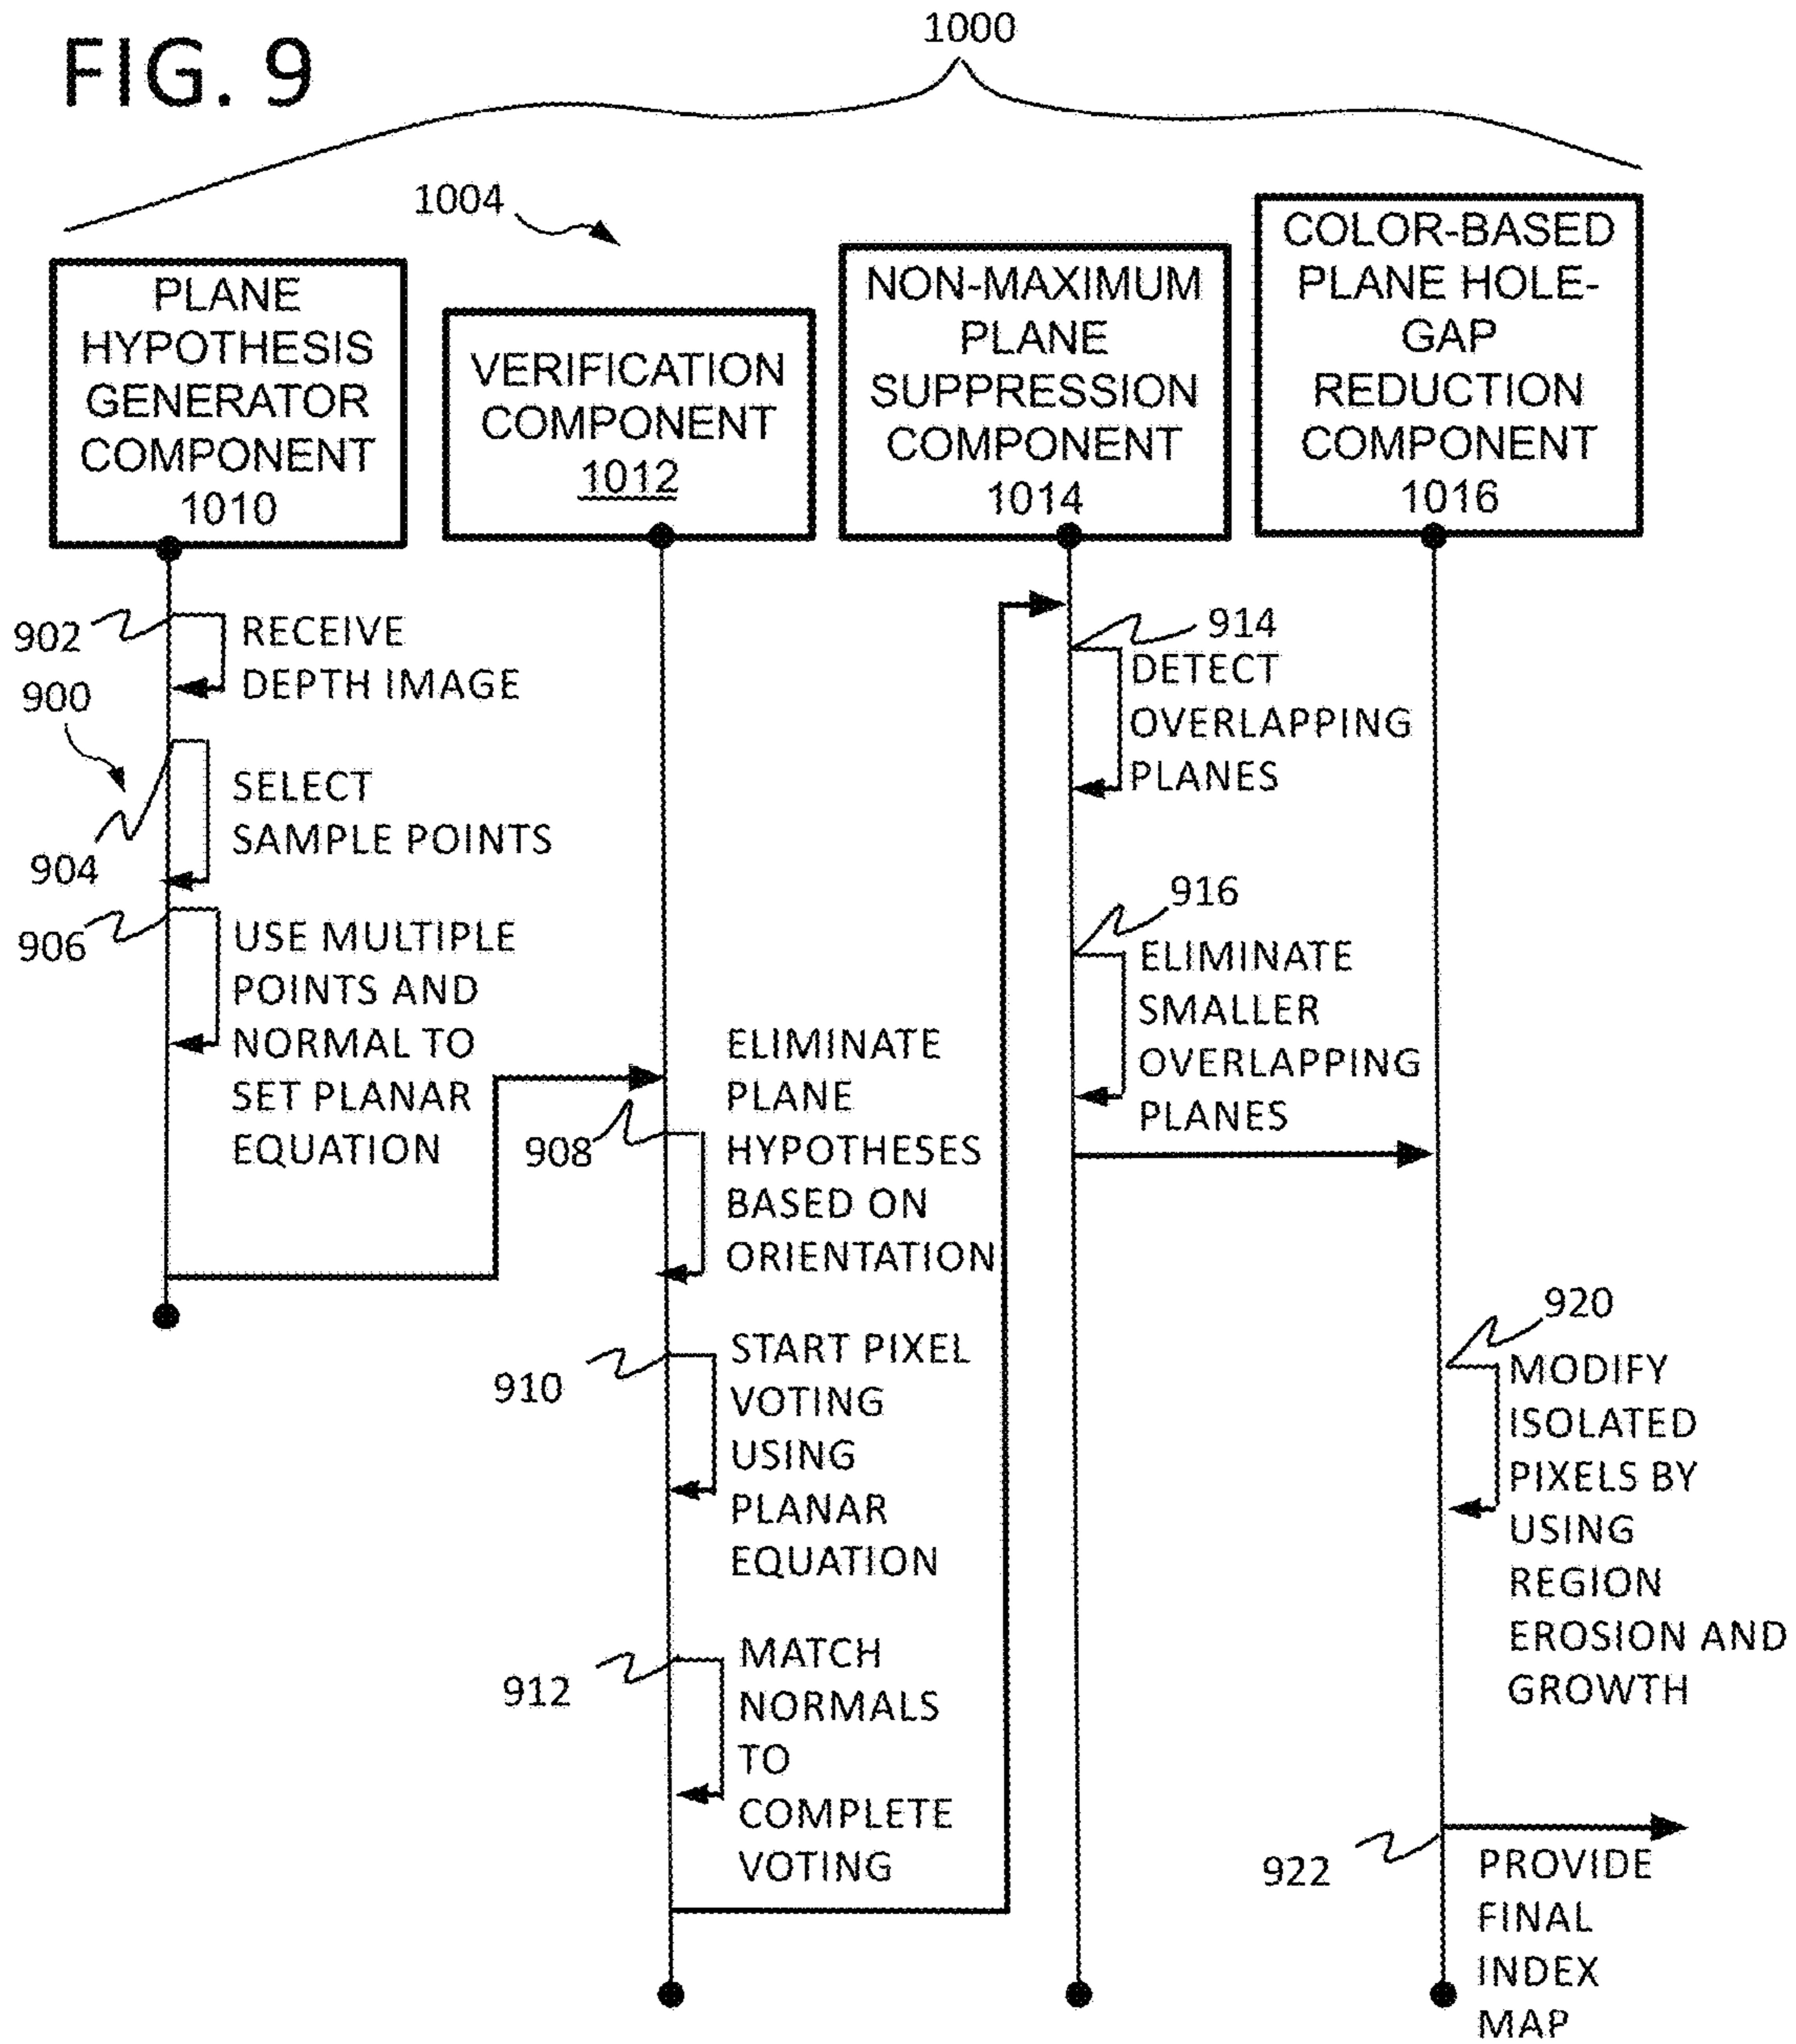 FIG. 9
1000
1004
PLANE
HYPOTHESIS
GENERATOR
COMPONENT
1010
VERIFICATION
COMPONENT
1012
NON-MAXIMUM
PLANE
SUPPRESSION
COMPONENT
1014
COLOR-BASED
PLANE HOLE-
GAP
REDUCTION
COMPONENT
1016
902
RECEIVE
DEPTH IMAGE
900
904
SELECT
SAMPLE POINTS
906
USE MULTIPLE
POINTS AND
NORMAL TO
SET PLANAR
EQUATION
908
ELIMINATE
PLANE
HYPOTHESES
BASED ON
ORIENTATION
910
START PIXEL
VOTING
USING
PLANAR
EQUATION
912
MATCH
NORMALS
TO
COMPLETE
VOTING
914
DETECT
OVERLAPPING
PLANES
916
ELIMINATE
SMALLER
OVERLAPPING
PLANES
920
MODIFY
ISOLATED
PIXELS BY
USING
REGION
EROSION AND
GROWTH
922
PROVIDE
FINAL
INDEX
MAP